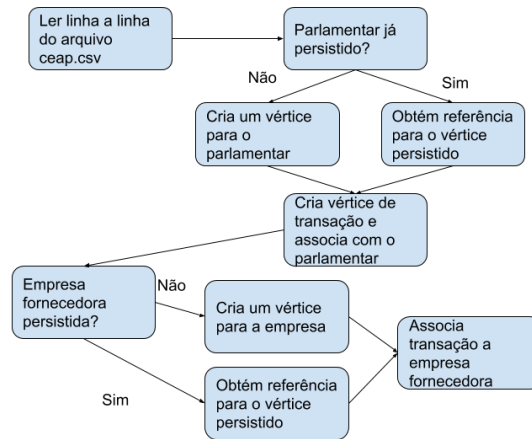 Ler linha a linha
do arquivo
ceap.csv
Parlamentar já
persistido?
Não
Sim
Cria um vértice
para o
parlamentar
Obtém referência
para o vértice
persistido
Cria vértice de
transação e
associa com o
parlamentar
Empresa
fornecedora
persistida?
Não
Cria um vértice
para a empresa
Sim
Obtém referência
para o vértice
persistido
Associa
transação a
empresa
fornecedora